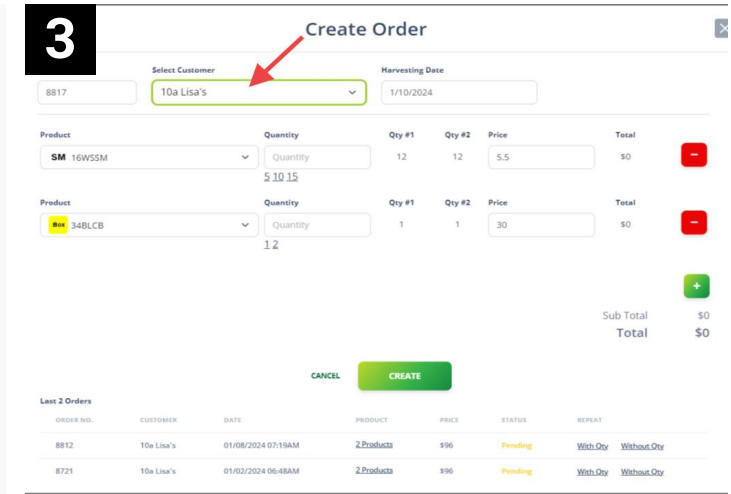 3
Create Order
Select Customer Harvesting Date
8817 10a Lisa's 1/10/2024
Product Quantity Qty #1 Qty #2 Price Total
SM 16WSSM Quantity 12 12 5.5 $0
5 10 15
Product Quantity Qty #1 Qty #2 Price Total
Box 34BLCB Quantity 1 1 30 $0
1 2
Sub Total $0
Total $0
CANCEL CREATE
Last 2 Orders
ORDER NO. CUSTOMER DATE PRODUCT PRICE STATUS REPEAT
8812 10a Lisa's 01/08/2024 07:19AM 2 Products $96 Pending With Qty Without Qty
8721 10a Lisa's 01/02/2024 06:48AM 2 Products $96 Pending With Qty Without Qty